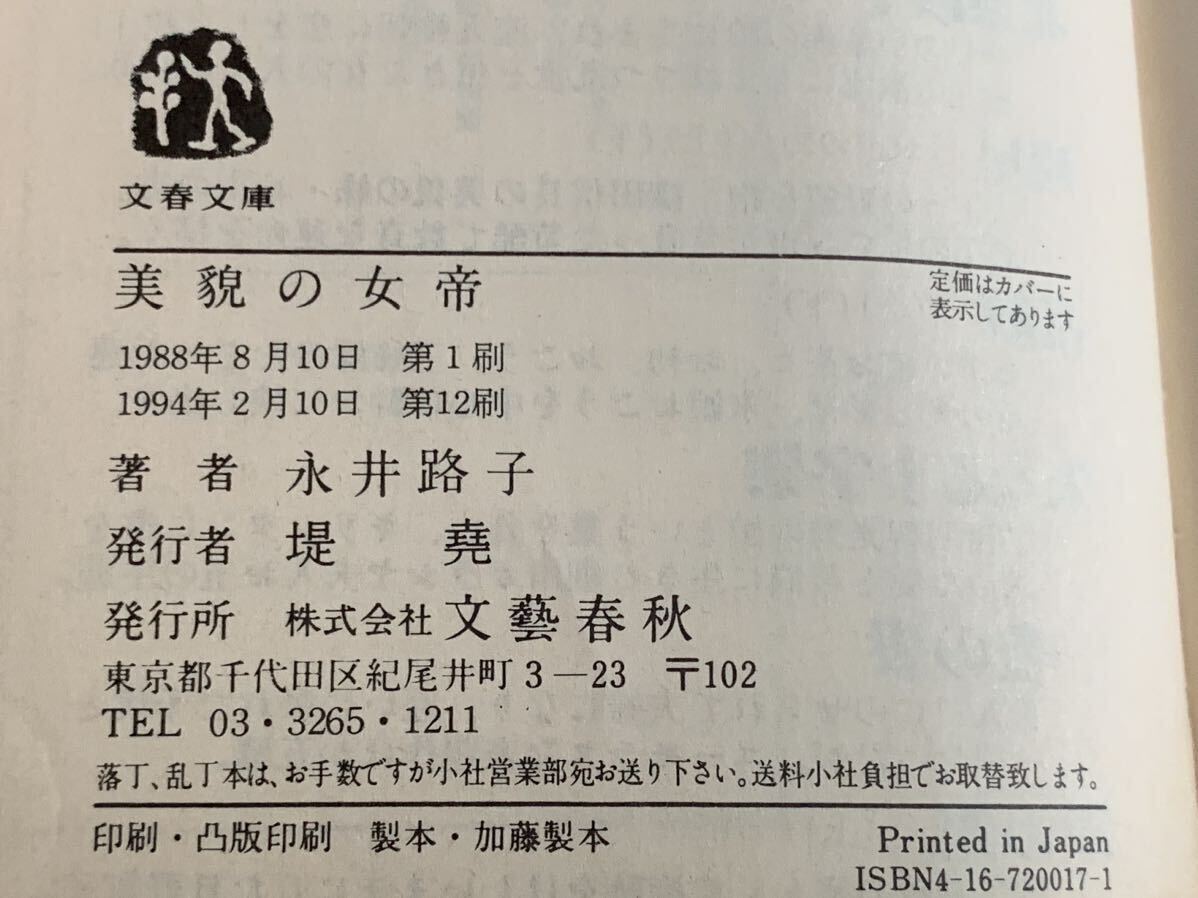 文春文庫
美貌の女帝
定価はカバーに
表示してあります
1988年8月10日 第1刷
1994年2月10日 第12刷
著者 永井路子
発行者 堤堯
発行所 株式会社 文藝春秋
東京都千代田区紀尾井町3—23 〒102
TEL 03・3265・1211
落丁、乱丁本は、お手数ですが小社営業部宛お送り下さい。送料小社負担でお取替致します。
印刷・凸版印刷 製本・加藤製本
Printed in Japan
ISBN4-16-720017-1